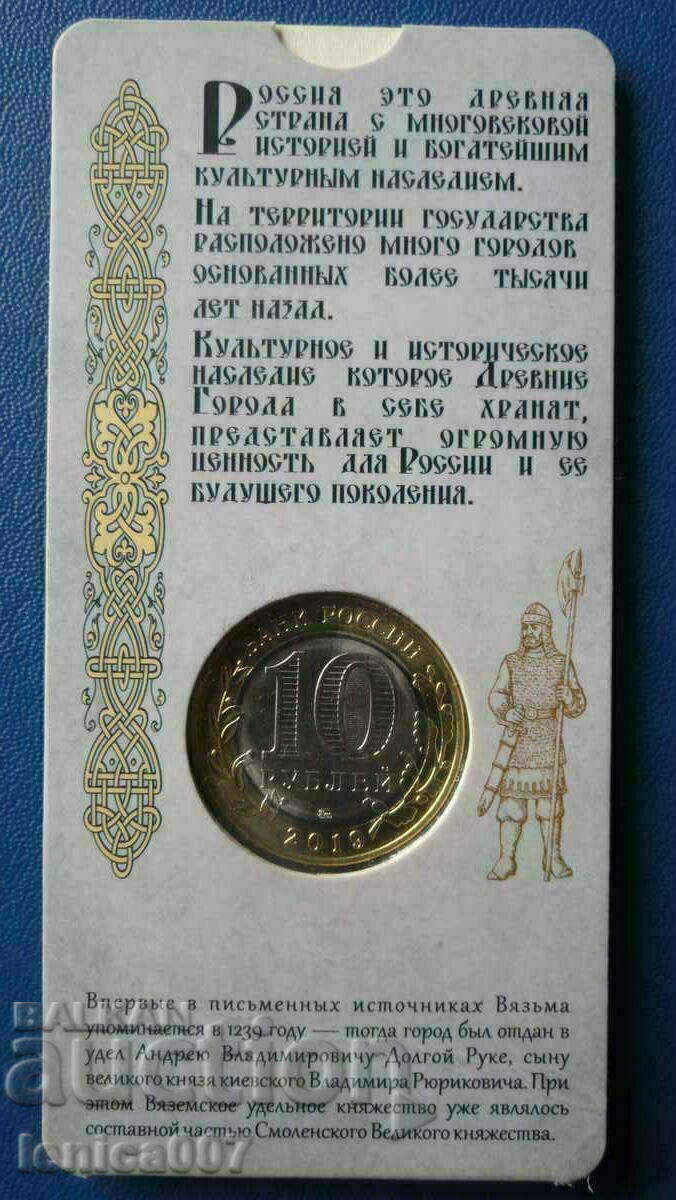 Россия это древняя
страна с многовековой
историей и богатейшим
культурным наследием.
На территории государства
расположено много городов
основанных более тысячи
лет назад.
Культурное и историческое
наследие которое Древние
Города в себе хранят,
представляет огромную
ценность для России и ее
будушего поколения.
БАНК РОССИИ
10
РУБЛЕЙ
2019
Впервые в письменных источниках Вязьма
упоминается в 1239 году — тогда город был отдан в
удел Андрею Владимировичу Долгой Руке, сыну
великого князя киевского Владимира Рюриковича. При
этом Вяземское удельное княжество уже являлось
составной частью Смоленского Великого княжества.
BALKAN
auction
lenica007